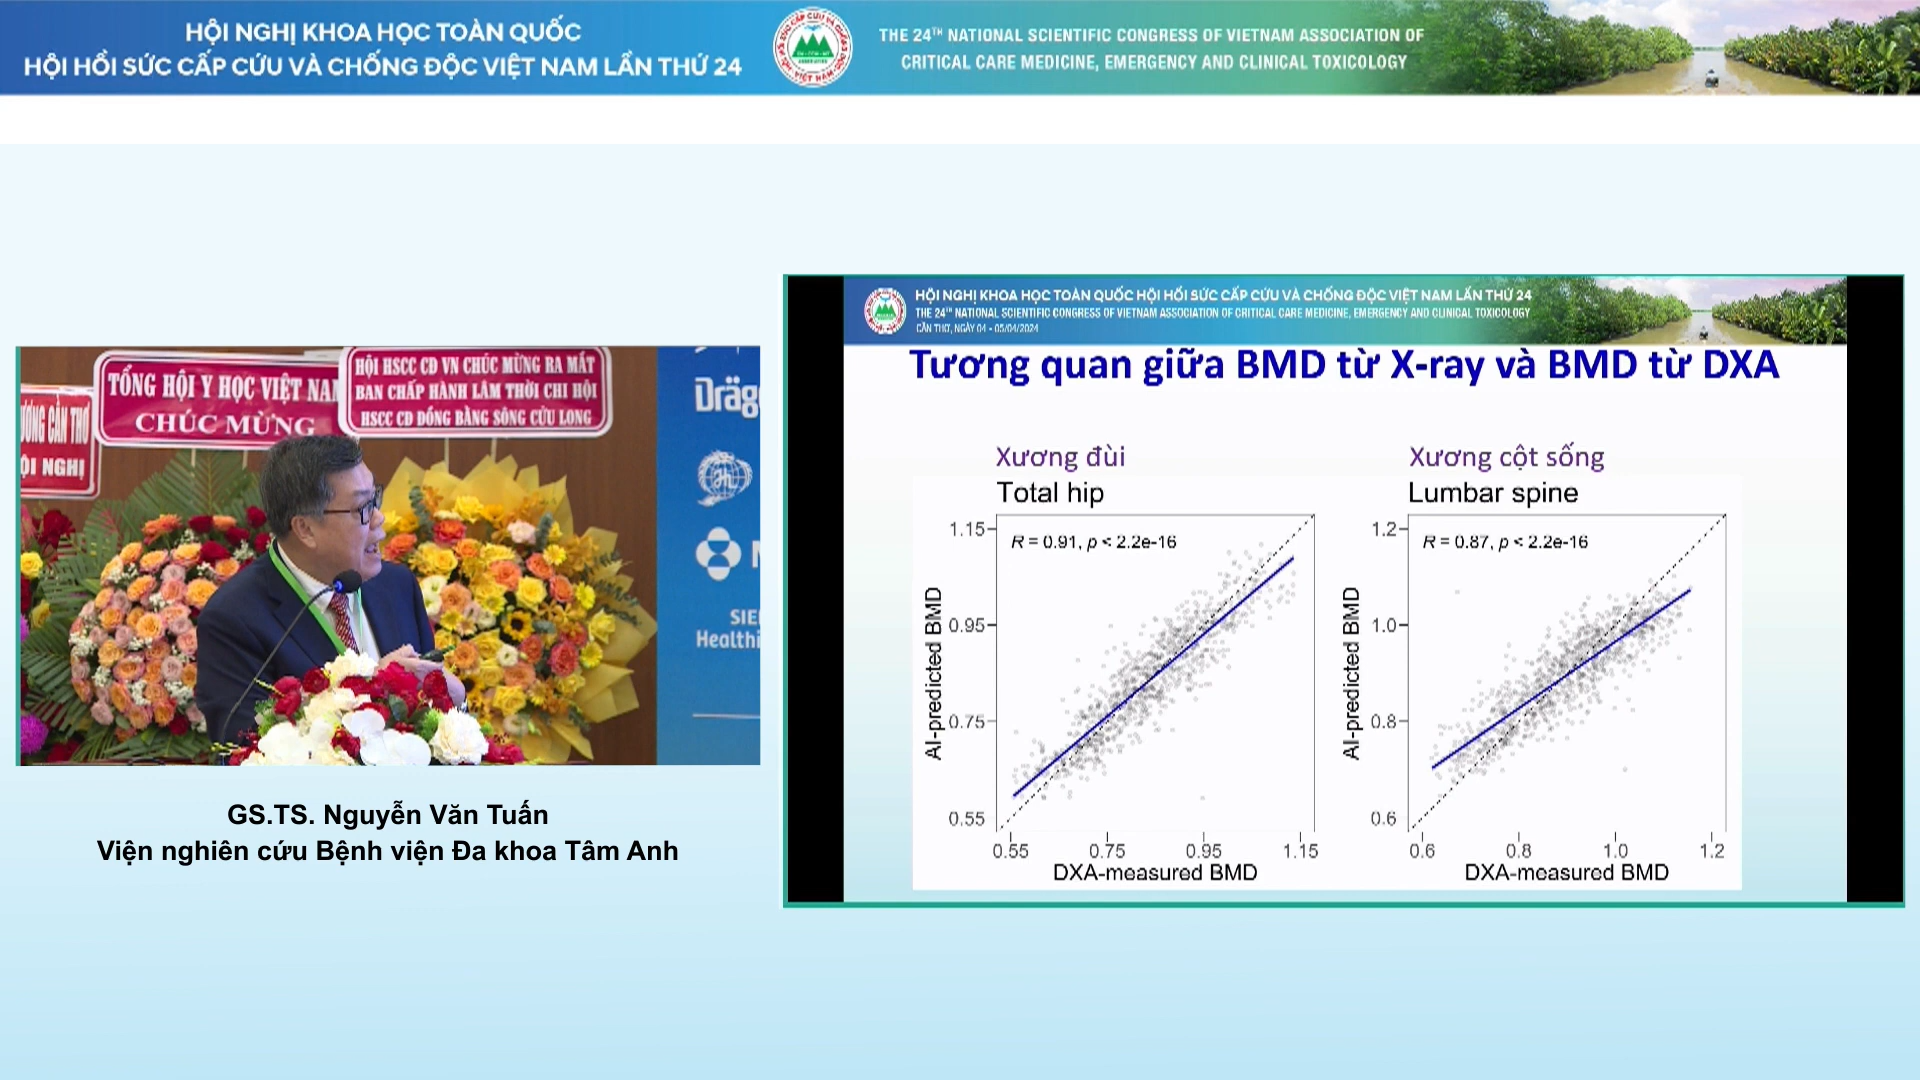 HỘI NGHỊ KHOA HỌC TOÀN QUỐC
HỘI HỒI SỨC CẤP CỨU VÀ CHỐNG ĐỘC VIỆT NAM LẦN THỨ 24
THE 24TH NATIONAL SCIENTIFIC CONGRESS OF VIETNAM ASSOCIATION OF
CRITICAL CARE MEDICINE, EMERGENCY AND CLINICAL TOXICOLOGY
TỔNG HỘI Y HỌC VIỆT NAM
CHÚC MỪNG
HỘI HSCC CĐ VN CHÚC MỪNG RA MẮT
BAN CHẤP HÀNH LÂM THỜI CHI HỘI
HSCC CĐ ĐỒNG BẰNG SÔNG CỬU LONG
ƯƠNG CẦN THƠ
ỘI NGHỊ
Dräg
SIE
Healthi
GS.TS. Nguyễn Văn Tuấn
Viện nghiên cứu Bệnh viện Đa khoa Tâm Anh
HỘI NGHỊ KHOA HỌC TOÀN QUỐC HỘI HỒI SỨC CẤP CỨU VÀ CHỐNG ĐỘC VIỆT NAM LẦN THỨ 24
THE 24TH NATIONAL SCIENTIFIC CONGRESS OF VIETNAM ASSOCIATION OF CRITICAL CARE MEDICINE, EMERGENCY AND CLINICAL TOXICOLOGY
CẦN THƠ, NGÀY 04 - 05/04/2024
Tương quan giữa BMD từ X-ray và BMD từ DXA
Xương đùi
Total hip
R = 0.91, p < 2.2e-16
AI-predicted BMD
1.15
0.95
0.75
0.55
0.55 0.75 0.95 1.15
DXA-measured BMD
Xương cột sống
Lumbar spine
R = 0.87, p < 2.2e-16
AI-predicted BMD
1.2
1.0
0.8
0.6
0.6 0.8 1.0 1.2
DXA-measured BMD